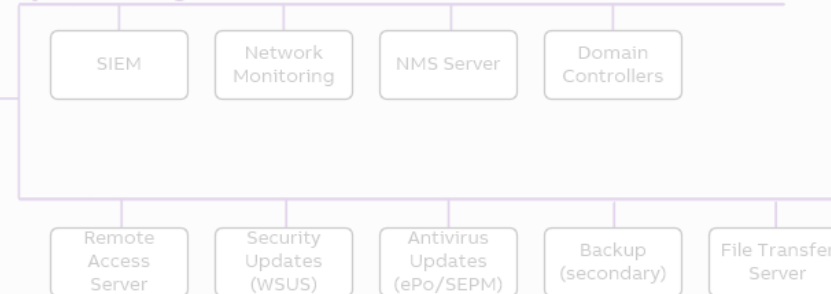 SIEM
Network
Monitoring
NMS Server
Domain
Controllers
Remote
Access
Server
Security
Updates
(WSUS)
Antivirus
Updates
(ePo/SEPM)
Backup
(secondary)
File Transfer
Server